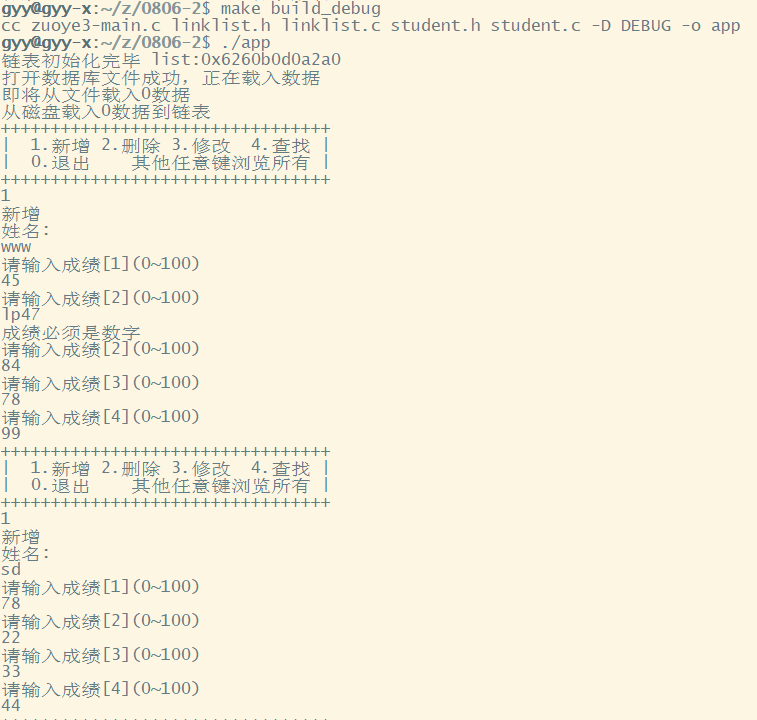 gyy@gyy-x:~/z/0806-2$ make build_debug
cc zuoye3-main.c linklist.h linklist.c student.h student.c -D DEBUG -o app
gyy@gyy-x:~/z/0806-2$ ./app
链表初始化完毕 list:0x6260b0d0a2a0
打开数据库文件成功, 正在载入数据
即将从文件载入0数据
从磁盘载入0数据到链表
+++++++++++++++++++++++++++++++++
|  1.新增 2.删除 3.修改  4.查找 |
|  0.退出    其他任意键浏览所有 |
+++++++++++++++++++++++++++++++++
1
新增
姓名:
www
请输入成绩[1](0~100)
45
请输入成绩[2](0~100)
lp47
成绩必须是数字
请输入成绩[2](0~100)
84
请输入成绩[3](0~100)
78
请输入成绩[4](0~100)
99
+++++++++++++++++++++++++++++++++
|  1.新增 2.删除 3.修改  4.查找 |
|  0.退出    其他任意键浏览所有 |
+++++++++++++++++++++++++++++++++
1
新增
姓名:
sd
请输入成绩[1](0~100)
78
请输入成绩[2](0~100)
22
请输入成绩[3](0~100)
33
请输入成绩[4](0~100)
44
+++++++++++++++++++++++++++++++++